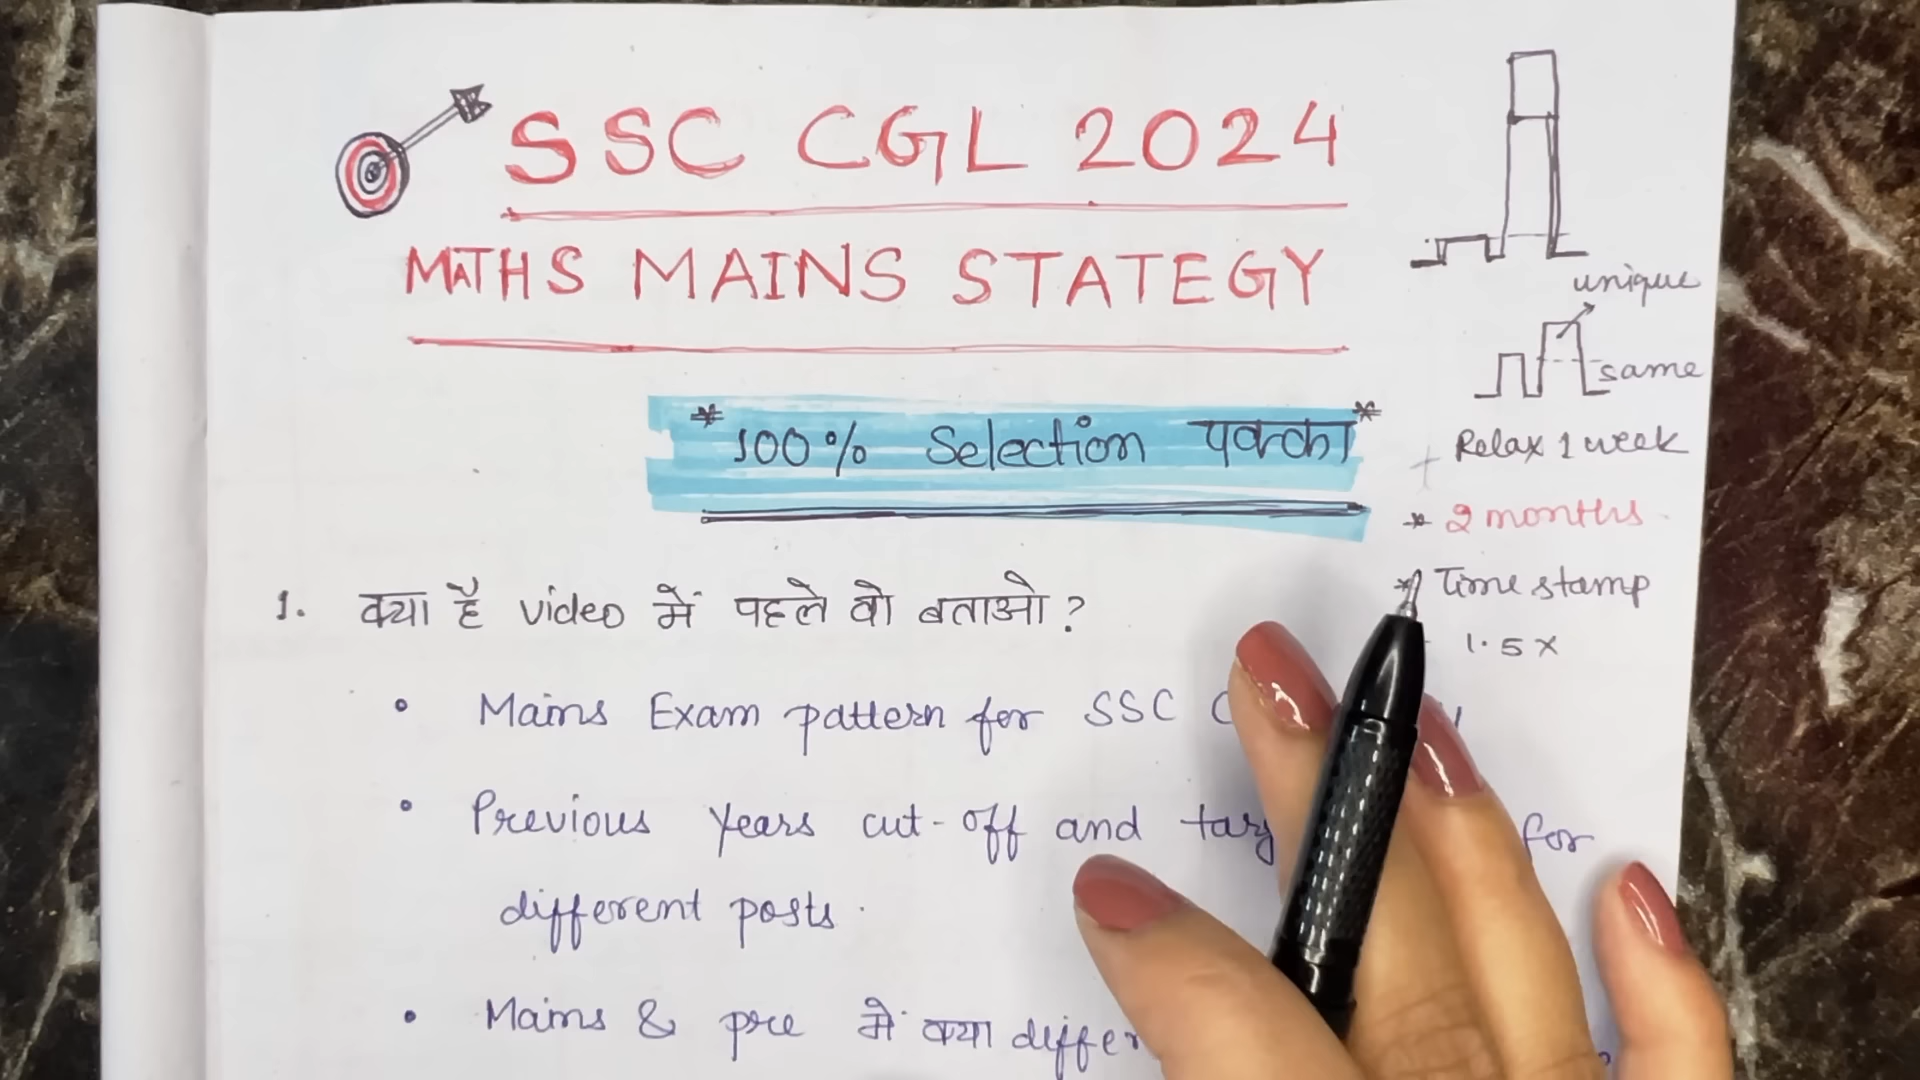 SSC CGL 2024
MATHS MAINS STATEGY
* 100% Selection पक्का *
1. क्या है video में पहले वो बताओ ?
• Mains Exam pattern for SSC
• Previous Years cut-off and for
different posts.
• Mains & pre में क्या
unique
same
Relax 1 week
* 2 months
* Time stamp
1.5x